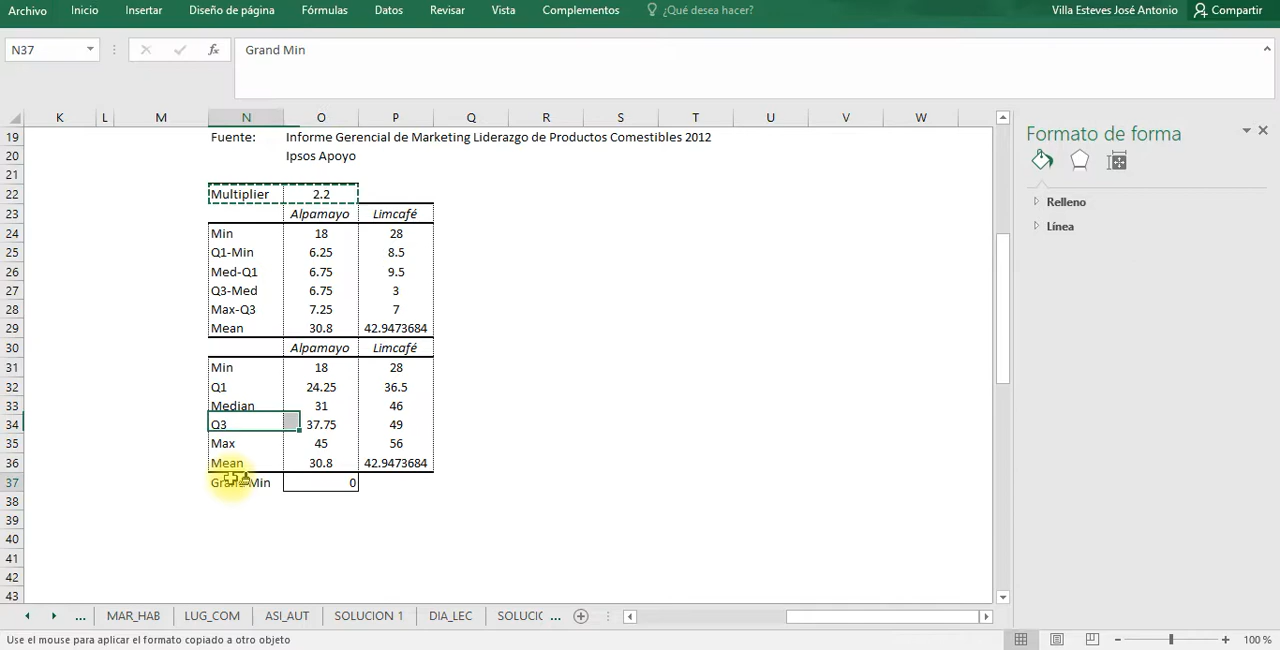 Archivo Inicio Insertar Diseño de página Fórmulas Datos Revisar Vista Complementos ¿Qué desea hacer? Villa Esteves José Antonio Compartir
N37 fx Grand Min
K L M N O P Q R S T U V W
Formato de forma
Relleno
Línea
19 Fuente: Informe Gerencial de Marketing Liderazgo de Productos Comestibles 2012
20 Ipsos Apoyo
21
22 Multiplier 2.2
23 Alpamayo Limcafé
24 Min 18 28
25 Q1-Min 6.25 8.5
26 Med-Q1 6.75 9.5
27 Q3-Med 6.75 3
28 Max-Q3 7.25 7
29 Mean 30.8 42.9473684
30 Alpamayo Limcafé
31 Min 18 28
32 Q1 24.25 36.5
33 Median 31 46
34 Q3 37.75 49
35 Max 45 56
36 Mean 30.8 42.9473684
37 Grand Min 0
38
39
40
41
42
43
... MAR_HAB LUG_COM ASI_AUT SOLUCION 1 DIA_LEC SOLUCIC ...
Use el mouse para aplicar el formato copiado a otro objeto 100 %